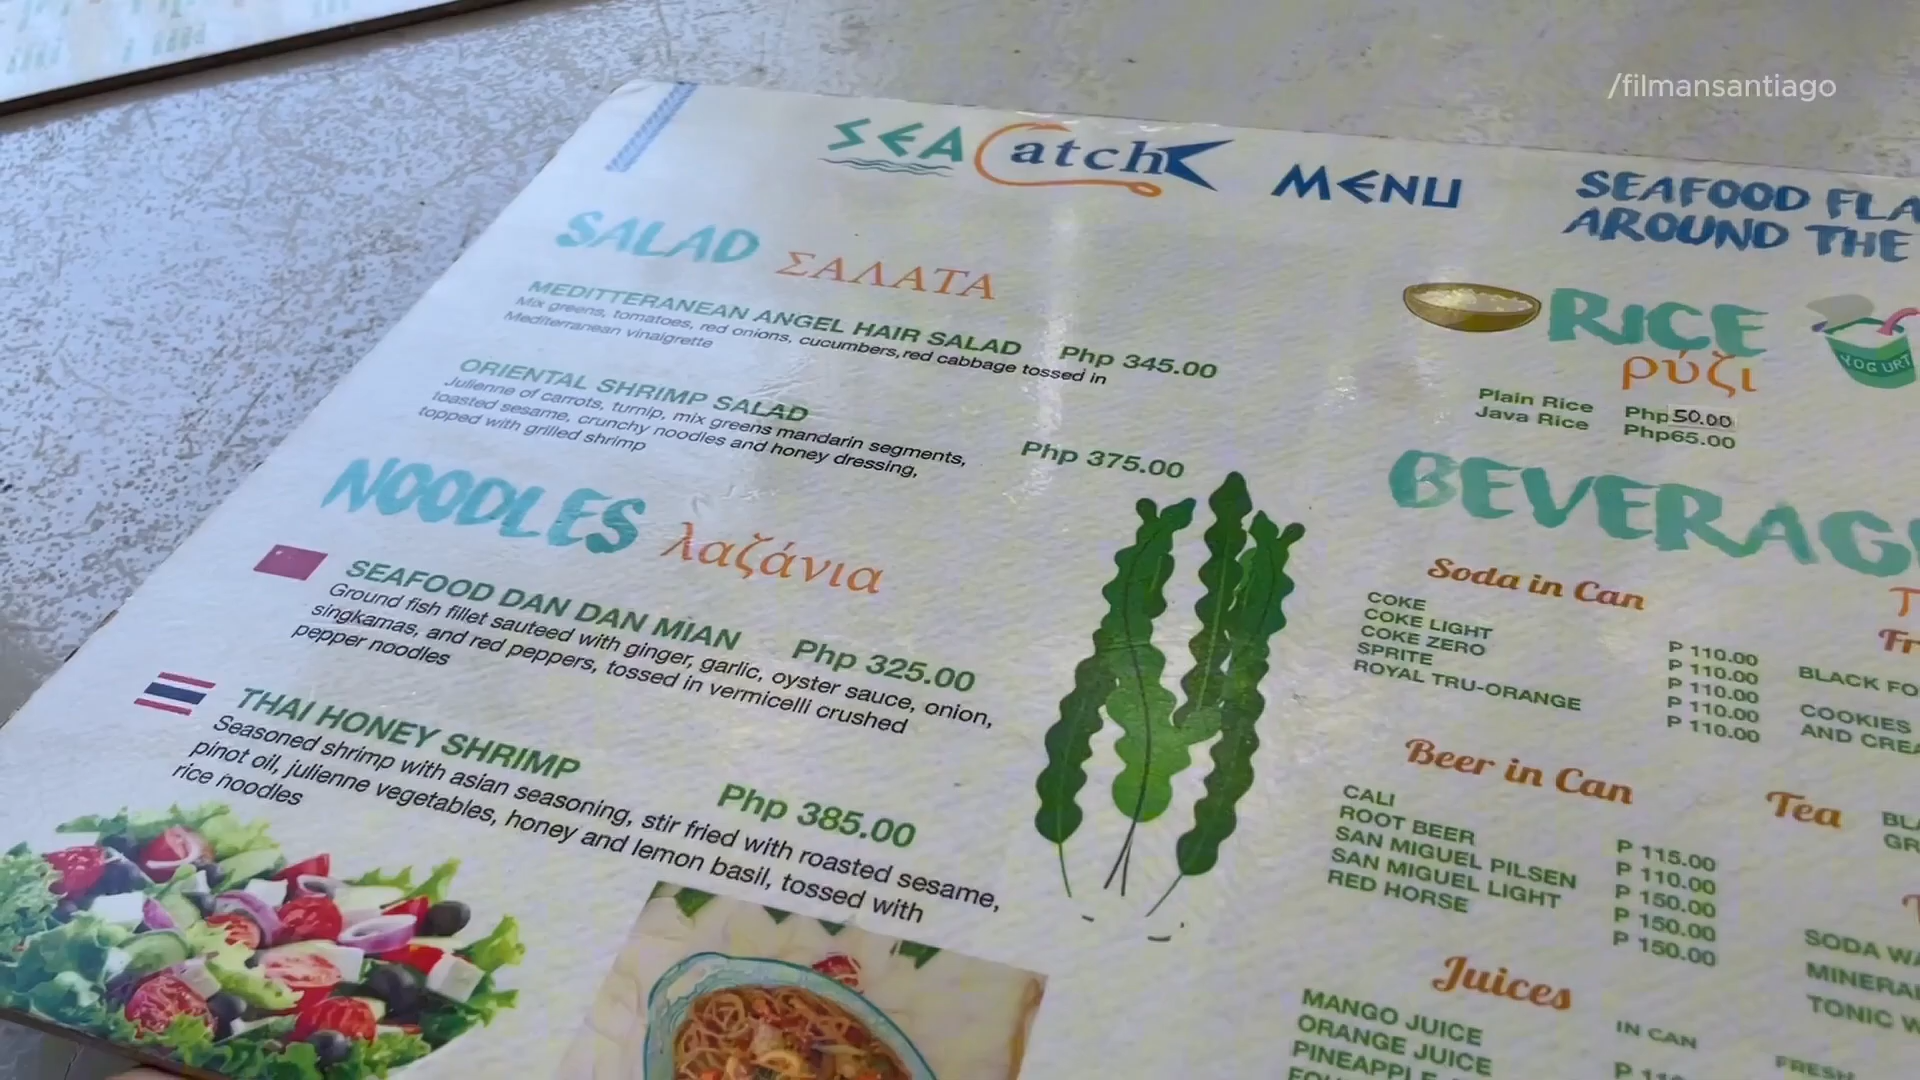 /filmansantiago
SEA Catch MENU
SEAFOOD
AROUND THE
SALAD ΣΑΛΑΤΑ
MEDITTERANEAN ANGEL HAIR SALAD Php 345.00
Mix greens, tomatoes, red onions, cucumbers, red cabbage tossed in
Mediterranean vinaigrette
ORIENTAL SHRIMP SALAD
Julienne of carrots, turnip, mix greens mandarin segments,
toasted sesame, crunchy noodles and honey dressing,
topped with grilled shrimp
Php 375.00
NOODLES λαζάνια
SEAFOOD DAN DAN MIAN Php 325.00
Ground fish fillet sauteed with ginger, garlic, oyster sauce, onion,
singkamas, and red peppers, tossed in vermicelli crushed
pepper noodles
THAI HONEY SHRIMP
Php 385.00
Seasoned shrimp with asian seasoning, stir fried with roasted sesame,
pinot oil, julienne vegetables, honey and lemon basil, tossed with
rice noodles
RICE
ρύζι
YOGURT
Plain Rice Php 50.00
Java Rice Php65.00
BEVERAG
Soda in Can
COKE P 110.00
COKE LIGHT P 110.00
COKE ZERO P 110.00
SPRITE P 110.00
ROYAL TRU-ORANGE P 110.00
BLACK FO
COOKIES
AND CREA
Beer in Can
CALI P 115.00
ROOT BEER P 110.00
SAN MIGUEL PILSEN P 150.00
SAN MIGUEL LIGHT P 150.00
RED HORSE P 150.00
Tea
SODA WA
MINERA
TONIC W
Juices
IN CAN
FRESH
MANGO JUICE
ORANGE JUICE
PINEAPPLE